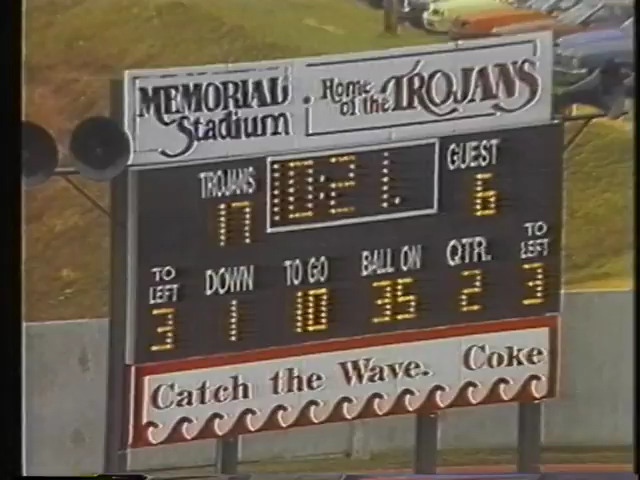 MEMORIAL Stadium
Home of the TROJANS
TROJANS 10:21 GUEST
17 6
TO LEFT DOWN TO GO BALL ON QTR. TO LEFT
3 1 10 35 2 3
Catch the Wave. Coke